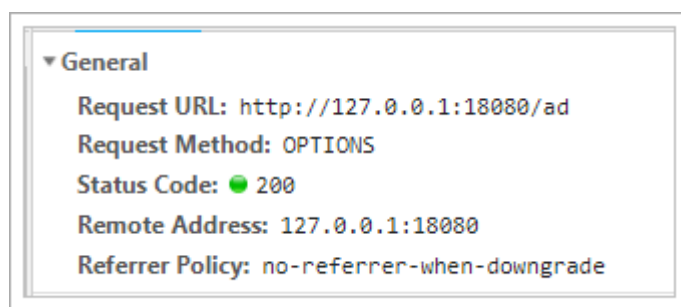 General
Request URL: http://127.0.0.1:18080/ad
Request Method: OPTIONS
Status Code: 200
Remote Address: 127.0.0.1:18080
Referrer Policy: no-referrer-when-downgrade